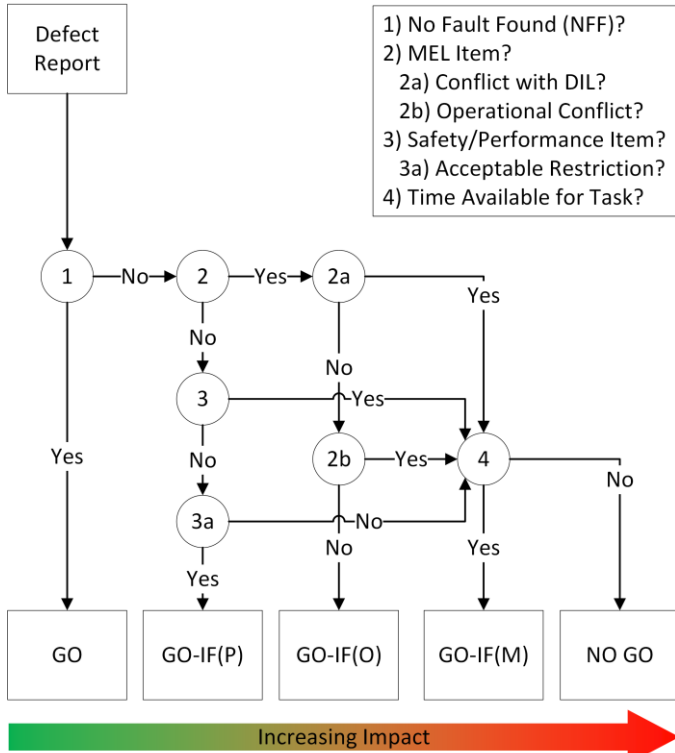 Defect
Report
1) No Fault Found (NFF)?
2) MEL Item?
2a) Conflict with DIL?
2b) Operational Conflict?
3) Safety/Performance Item?
3a) Acceptable Restriction?
4) Time Available for Task?
1
No
2
Yes
2a
Yes
No
No
3
Yes
Yes
No
2b
Yes
4
No
3a
No
No
Yes
Yes
GO
GO-IF(P)
GO-IF(O)
GO-IF(M)
NO GO
Increasing Impact